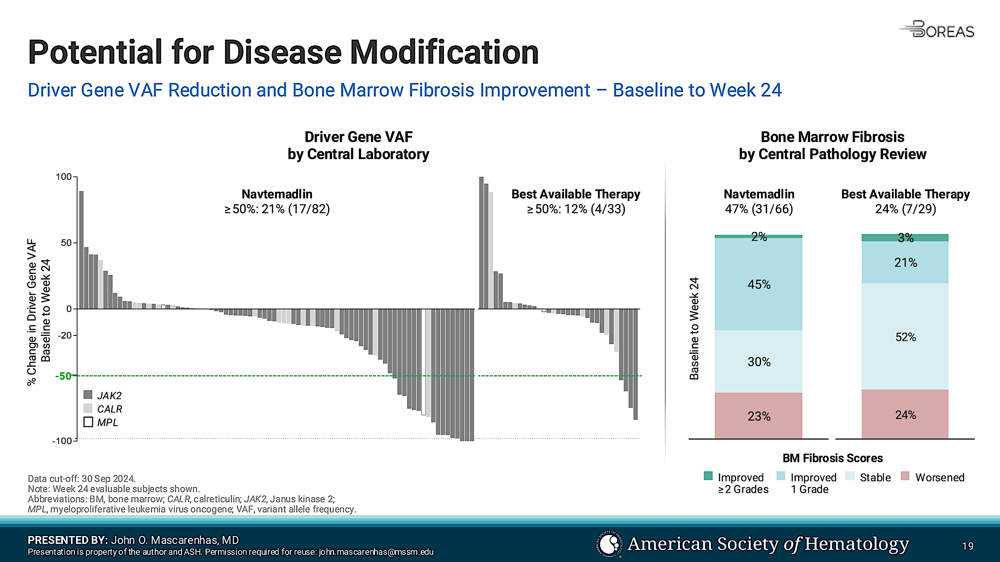 BOREAS
Potential for Disease Modification
Driver Gene VAF Reduction and Bone Marrow Fibrosis Improvement – Baseline to Week 24
Driver Gene VAF
by Central Laboratory
% Change in Driver Gene VAF
Baseline to Week 24
100
50
0
-20
-50
-100
Navtemadlin
≥50%: 21% (17/82)
Best Available Therapy
≥50%: 12% (4/33)
JAK2
CALR
MPL
Bone Marrow Fibrosis
by Central Pathology Review
Baseline to Week 24
Navtemadlin
47% (31/66)
2%
45%
30%
23%
Best Available Therapy
24% (7/29)
3%
21%
52%
24%
BM Fibrosis Scores
Improved
≥2 Grades
Improved
1 Grade
Stable
Worsened
Data cut-off: 30 Sep 2024.
Note: Week 24 evaluable subjects shown.
Abbreviations: BM, bone marrow; CALR, calreticulin; JAK2, Janus kinase 2;
MPL, myeloproliferative leukemia virus oncogene; VAF, variant allele frequency.
PRESENTED BY: John O. Mascarenhas, MD
Presentation is property of the author and ASH. Permission required for reuse: john.mascarenhas@mssm.edu
AMERICAN SOCIETY OF HEMATOLOGY
®
American Society of Hematology
19